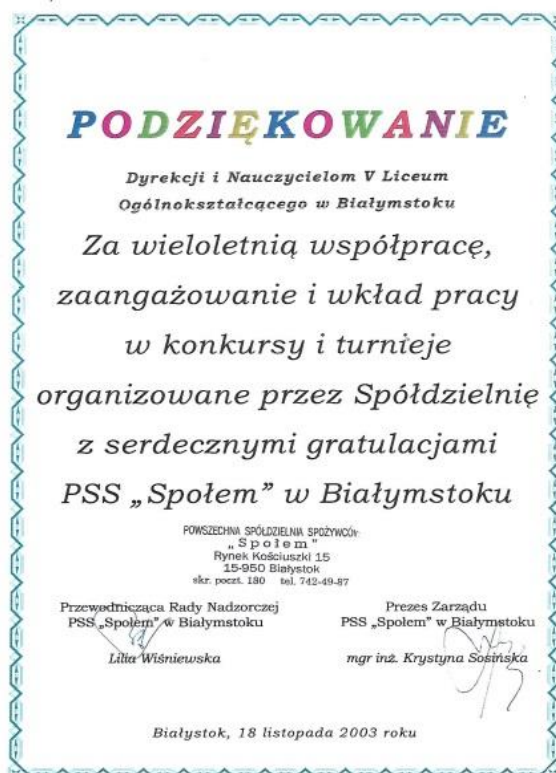 PODZIĘKOWANIE
Dyrekcji i Nauczycielom V Liceum
Ogólnokształcącego w Białymstoku
Za wieloletnią współpracę,
zaangażowanie i wkład pracy
w konkursy i turnieje
organizowane przez Spółdzielnię
z serdecznymi gratulacjami
PSS „Społem” w Białymstoku
POWSZECHNA SPÓŁDZIELNIA SPOŻYWCÓW
„Społem”
Rynek Kościuszki 15
15-950 Białystok
skr. poczt. 180 tel. 742-49-87
Przewodnicząca Rady Nadzorczej
PSS „Społem” w Białymstoku
Lilia Wiśniewska
Prezes Zarządu
PSS „Społem” w Białymstoku
mgr inż. Krystyna Sosińska
Białystok, 18 listopada 2003 roku